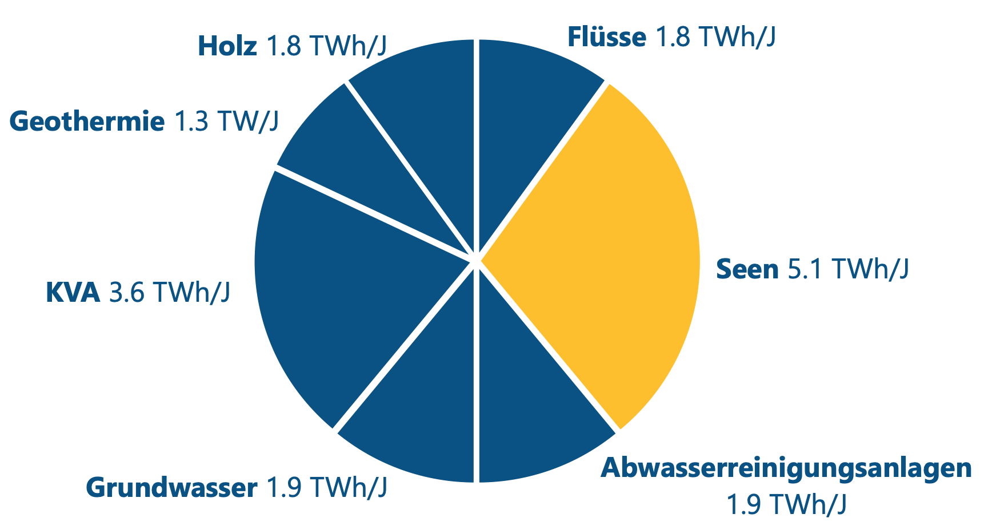 Holz 1.8 TWh/J
Flüsse 1.8 TWh/J
Geothermie 1.3 TW/J
Seen 5.1 TWh/J
KVA 3.6 TWh/J
Abwasserreinigungsanlagen
1.9 TWh/J
Grundwasser 1.9 TWh/J